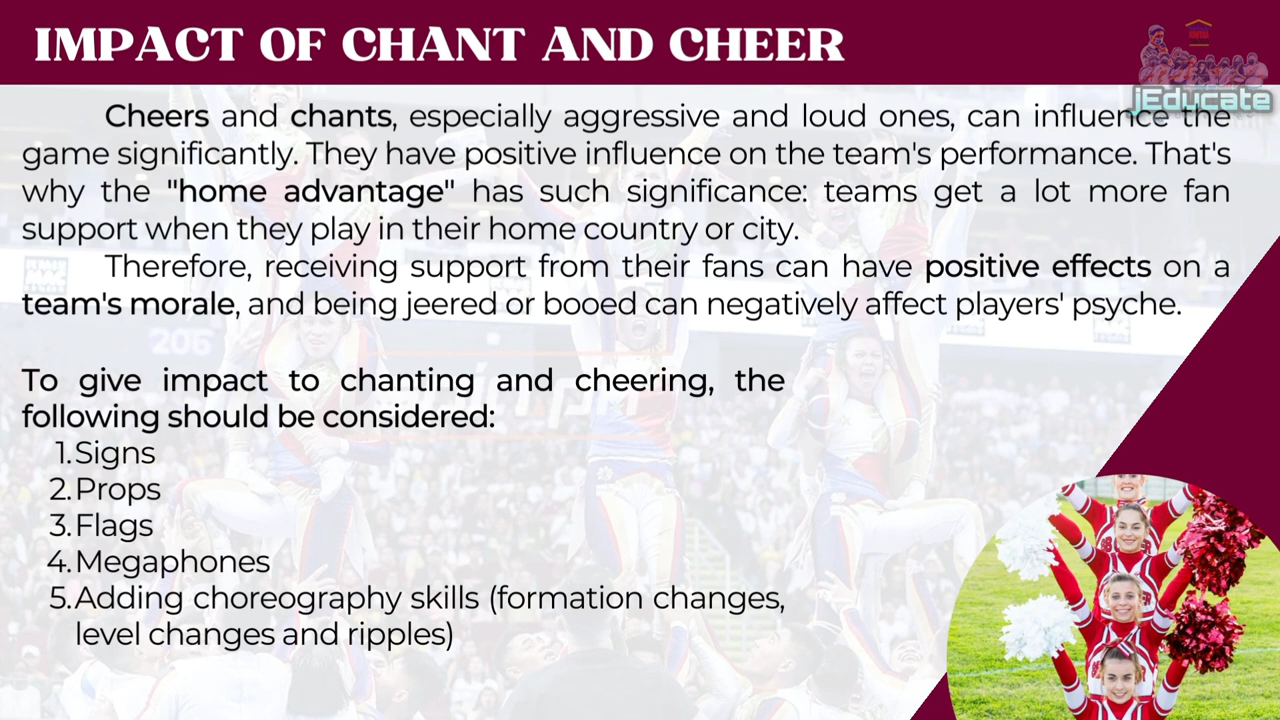 IMPACT OF CHANT AND CHEER
jEducate
Cheers and chants, especially aggressive and loud ones, can influence the
game significantly. They have positive influence on the team's performance. That's
why the "home advantage" has such significance: teams get a lot more fan
support when they play in their home country or city.
Therefore, receiving support from their fans can have positive effects on a
team's morale, and being jeered or booed can negatively affect players' psyche.
206
To give impact to chanting and cheering, the
following should be considered:
1. Signs
2. Props
3. Flags
4. Megaphones
5. Adding choreography skills (formation changes,
level changes and ripples)